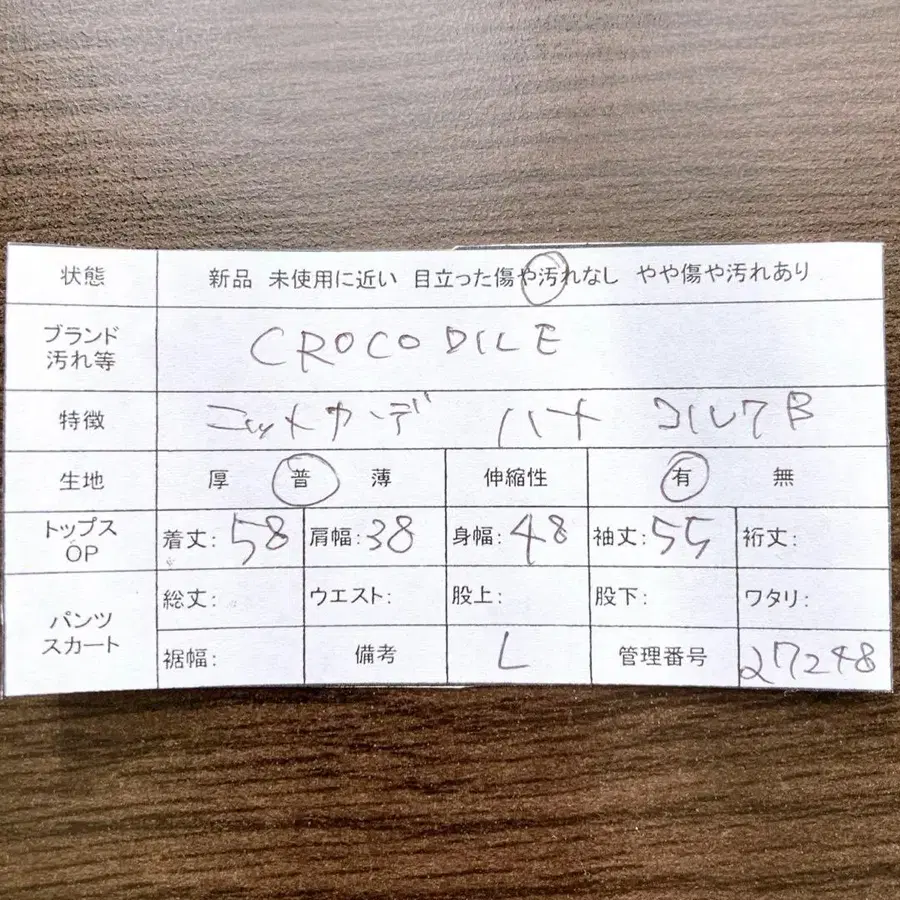 状態 新品 未使用に近い 目立った傷や汚れなし やや傷や汚れあり
ブランド 汚れ等 CROCODILE
特徴 ニットカーデ ハナ コルクB
生地 厚 普 薄 伸縮性 有 無
トップス OP 着丈:58 肩幅:38 身幅:48 袖丈:55 裄丈:
パンツ スカート 総丈: ウエスト: 股上: 股下: ワタリ:
裾幅: 備考 L 管理番号 27248